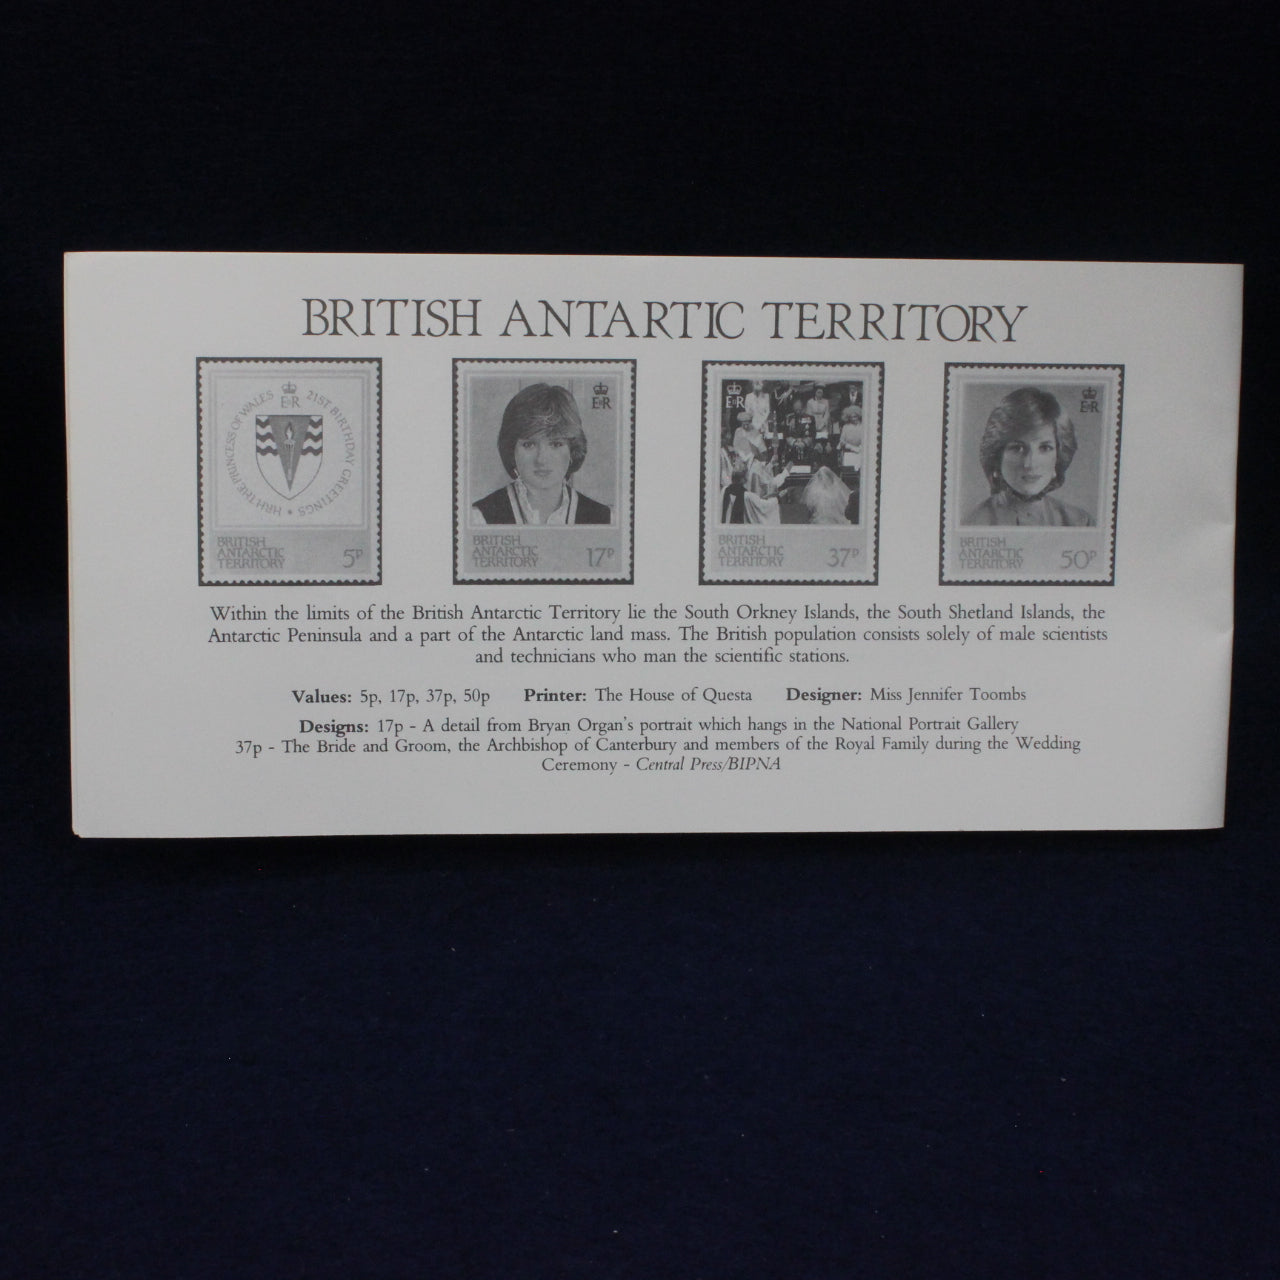 BRITISH ANTARTIC TERRITORY
HRH THE PRINCESS OF WALES 21ST BIRTHDAY GREETINGS
E R
BRITISH
ANTARCTIC
TERRITORY 5P
E R
BRITISH
ANTARCTIC
TERRITORY 17P
E R
BRITISH
ANTARCTIC
TERRITORY 37P
E R
BRITISH
ANTARCTIC
TERRITORY 50P
Within the limits of the British Antarctic Territory lie the South Orkney Islands, the South Shetland Islands, the
Antarctic Peninsula and a part of the Antarctic land mass. The British population consists solely of male scientists
and technicians who man the scientific stations.
Values: 5p, 17p, 37p, 50p Printer: The House of Questa Designer: Miss Jennifer Toombs
Designs: 17p - A detail from Bryan Organ's portrait which hangs in the National Portrait Gallery
37p - The Bride and Groom, the Archbishop of Canterbury and members of the Royal Family during the Wedding
Ceremony - Central Press/BIPNA